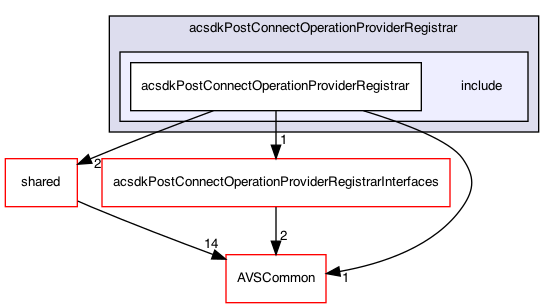 acsdkPostConnectOperationProviderRegistrar
include
acsdkPostConnectOperationProviderRegistrar
2
1
shared
acsdkPostConnectOperationProviderRegistrarInterfaces
14
2
AVSCommon
1